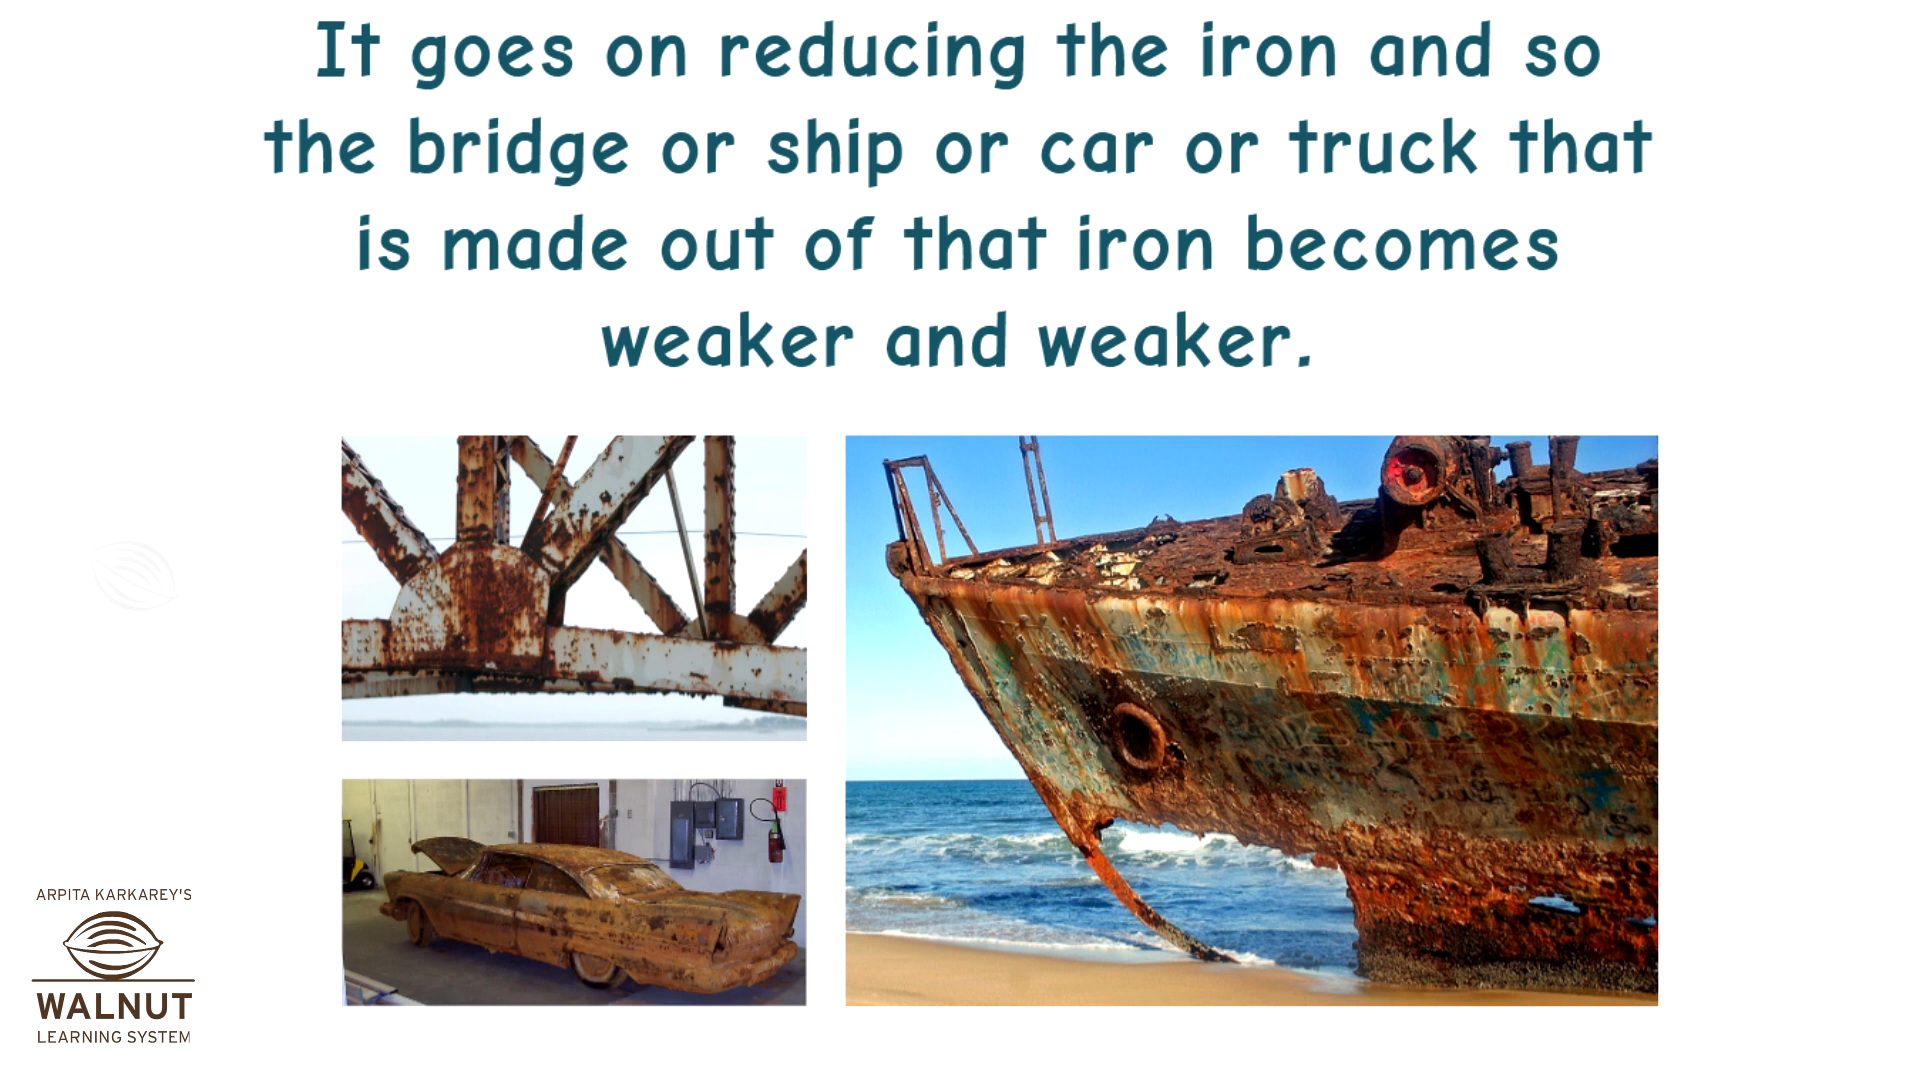 It goes on reducing the iron and so
the bridge or ship or car or truck that
is made out of that iron becomes
weaker and weaker.
ARPITA KARKAREY'S
WALNUT
LEARNING SYSTEM